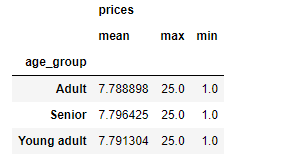 prices
mean max min
age_group
Adult 7.788898 25.0 1.0
Senior 7.796425 25.0 1.0
Young adult 7.791304 25.0 1.0